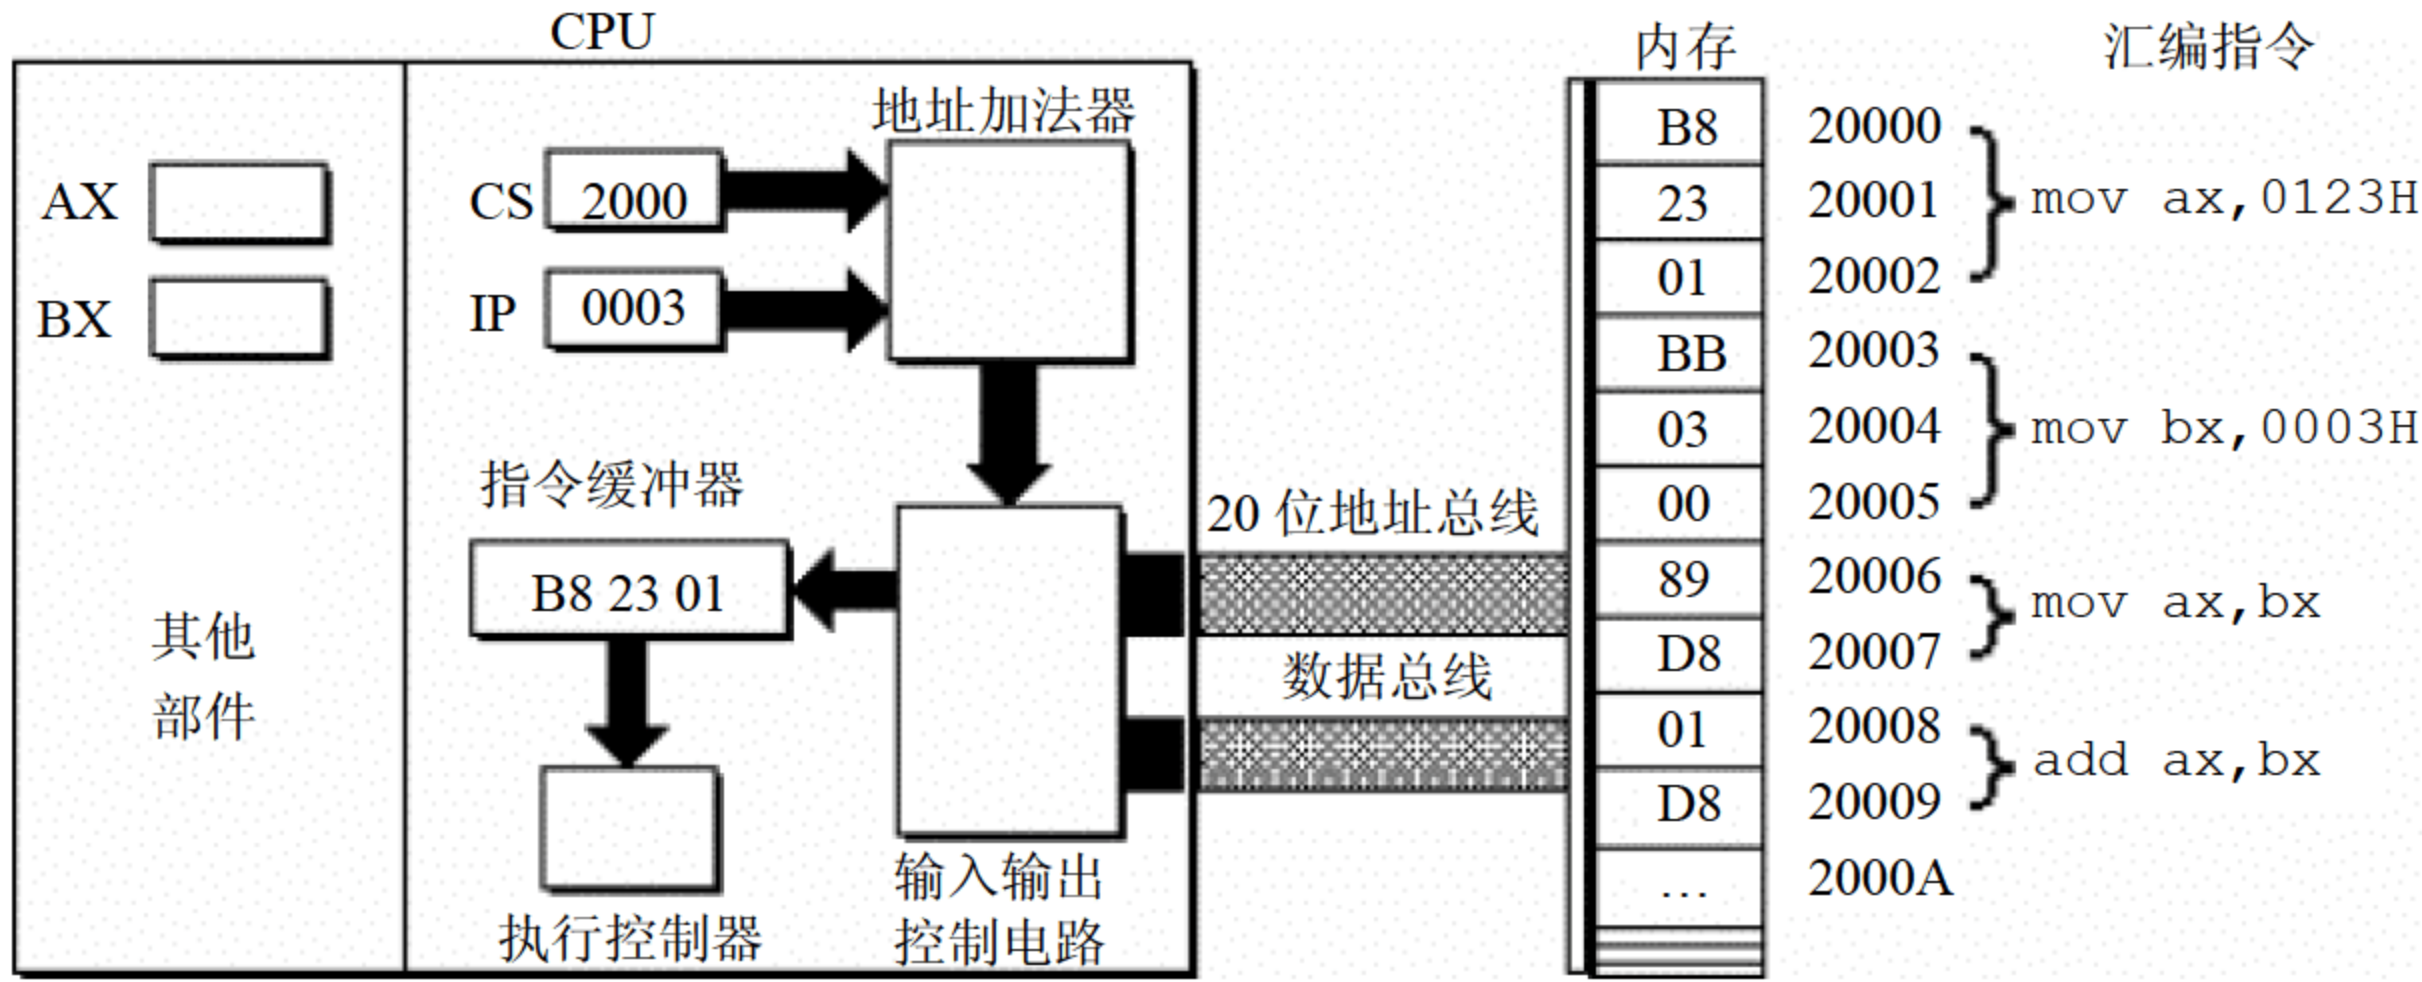 CPU
AX
BX
其他
部件
CS
2000
IP
0003
地址加法器
指令缓冲器
B8 23 01
执行控制器
输入输出
控制电路
20 位地址总线
数据总线
内存
汇编指令
B8 20000
23 20001
01 20002
mov ax,0123H
BB 20003
03 20004
00 20005
mov bx,0003H
89 20006
D8 20007
mov ax,bx
01 20008
D8 20009
add ax,bx
… 2000A